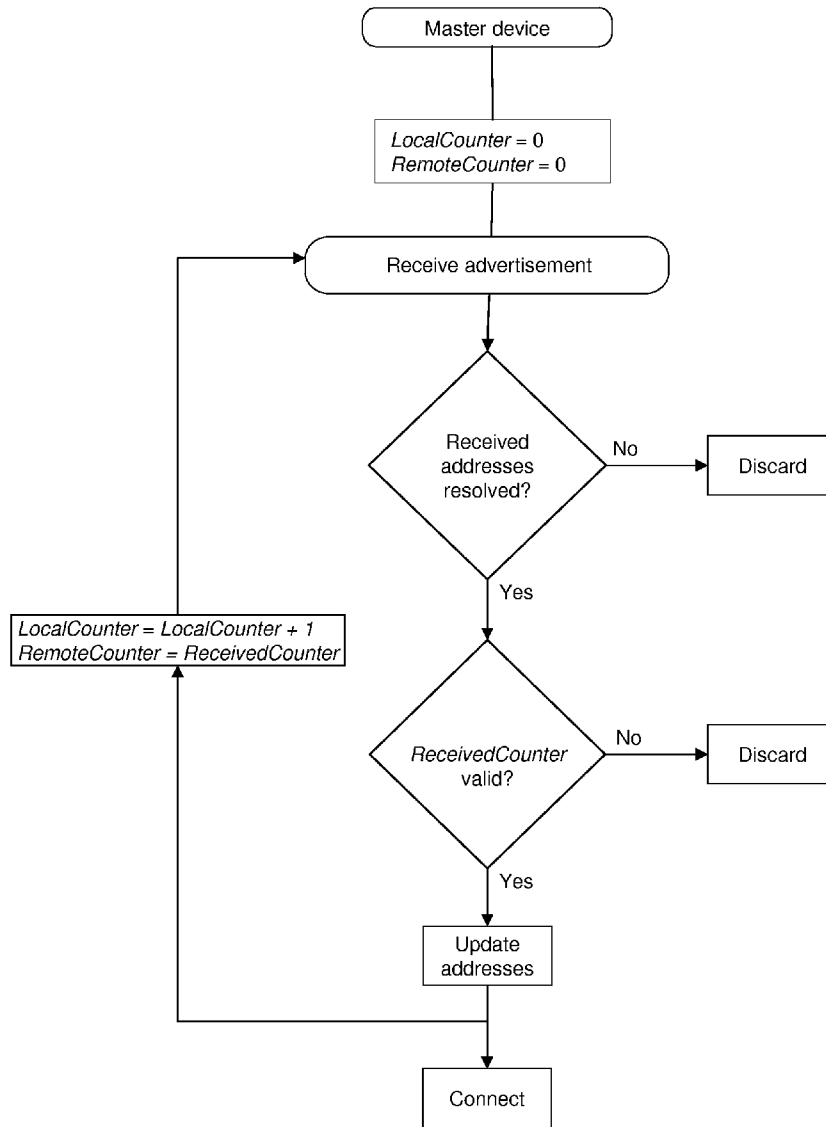 Master device
LocalCounter = 0
RemoteCounter = 0
Receive advertisement
Received
addresses
resolved?
No
Discard
Yes
LocalCounter = LocalCounter + 1
RemoteCounter = ReceivedCounter
ReceivedCounter
valid?
No
Discard
Yes
Update
addresses
Connect